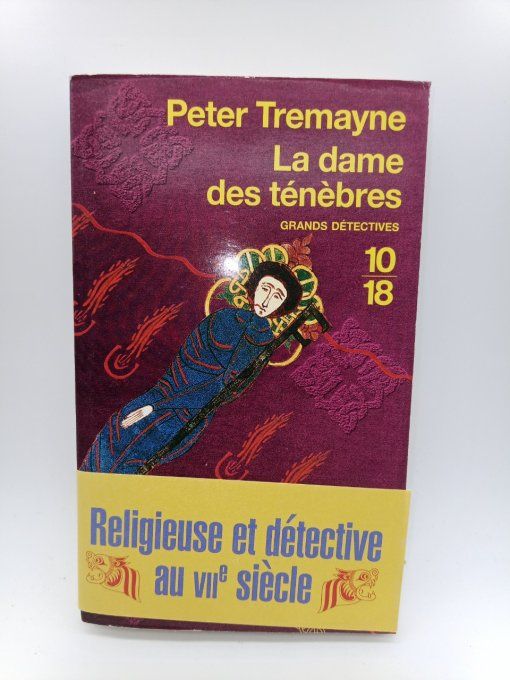 Peter Tremayne
La dame
des ténèbres
GRANDS DÉTECTIVES
10
18
Religieuse et détective
au VIIe siècle